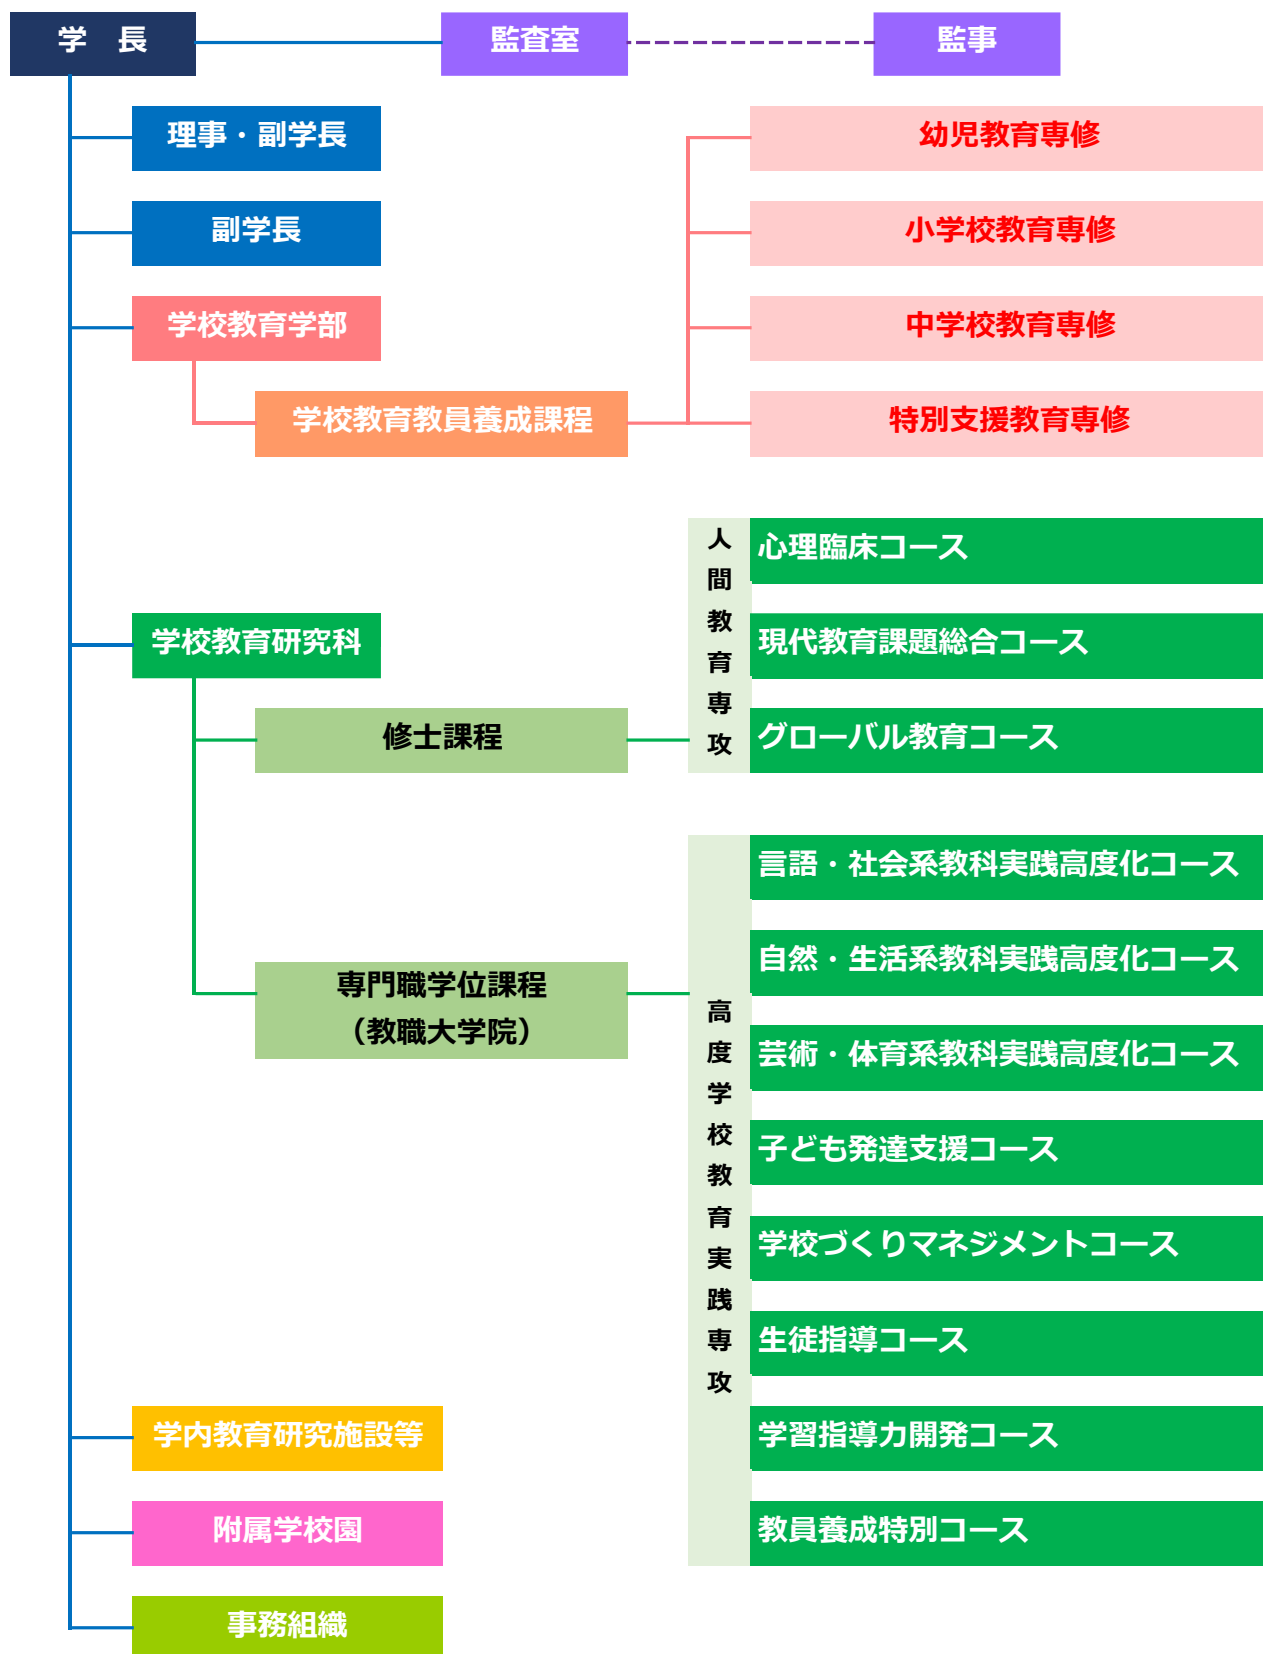 学　長
監査室
監事
理事・副学長
幼児教育専修
副学長
小学校教育専修
学校教育学部
中学校教育専修
学校教育教員養成課程
特別支援教育専修
人間教育専攻
心理臨床コース
学校教育研究科
現代教育課題総合コース
修士課程
グローバル教育コース
言語・社会系教科実践高度化コース
自然・生活系教科実践高度化コース
専門職学位課程
（教職大学院）
高度学校教育実践専攻
芸術・体育系教科実践高度化コース
子ども発達支援コース
学校づくりマネジメントコース
生徒指導コース
学内教育研究施設等
学習指導力開発コース
附属学校園
教員養成特別コース
事務組織